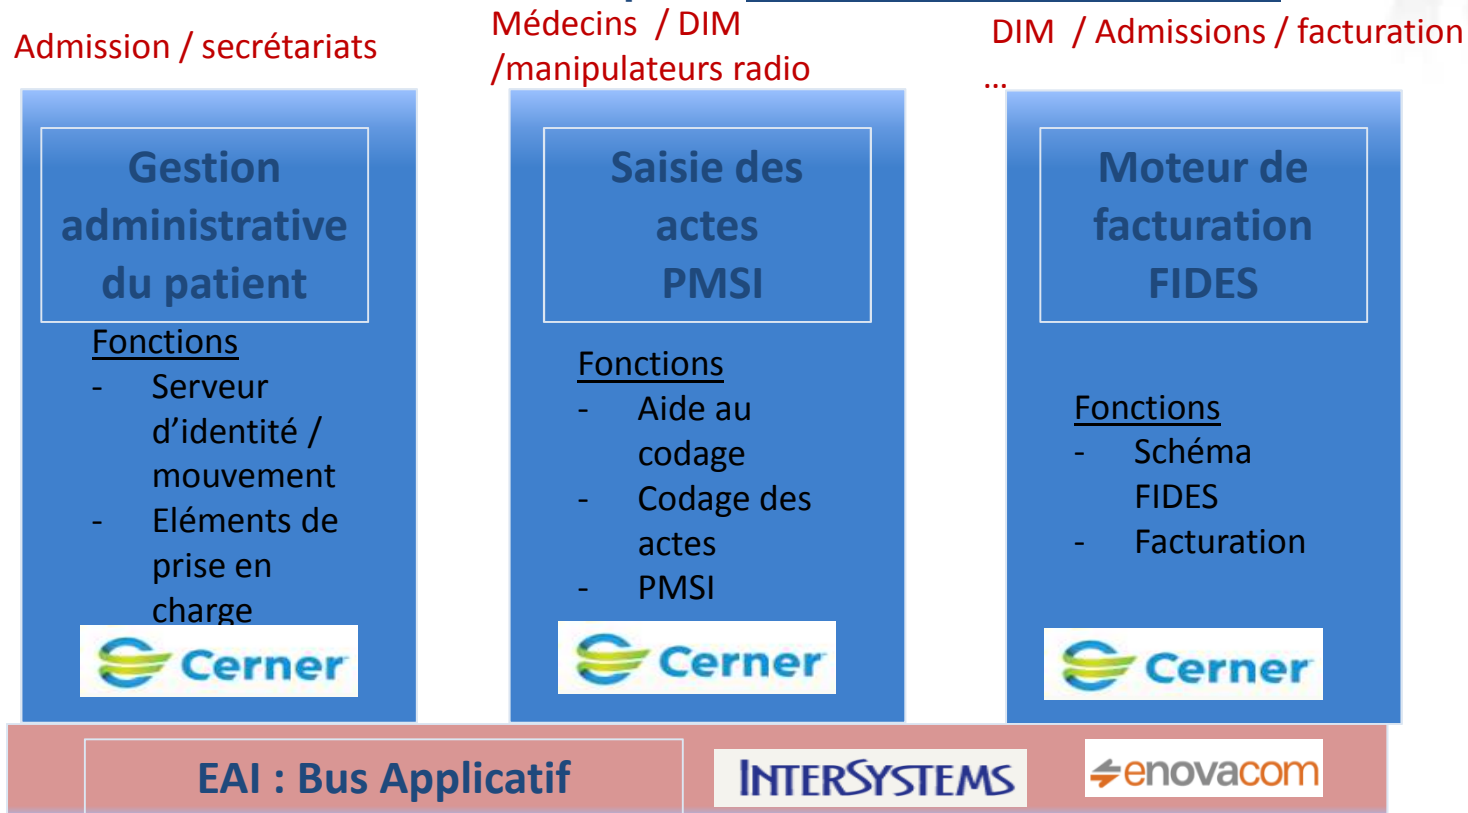 Admission / secrétariats
Médecins / DIM
/manipulateurs radio
DIM / Admissions / facturation
...
Gestion
administrative
du patient
Fonctions
- Serveur
d’identité /
mouvement
- Eléments de
prise en
charge
Cerner
Saisie des
actes
PMSI
Fonctions
- Aide au
codage
- Codage des
actes
- PMSI
Cerner
Moteur de
facturation
FIDES
Fonctions
- Schéma
FIDES
- Facturation
Cerner
EAI : Bus Applicatif
INTERSYSTEMS
enovacom